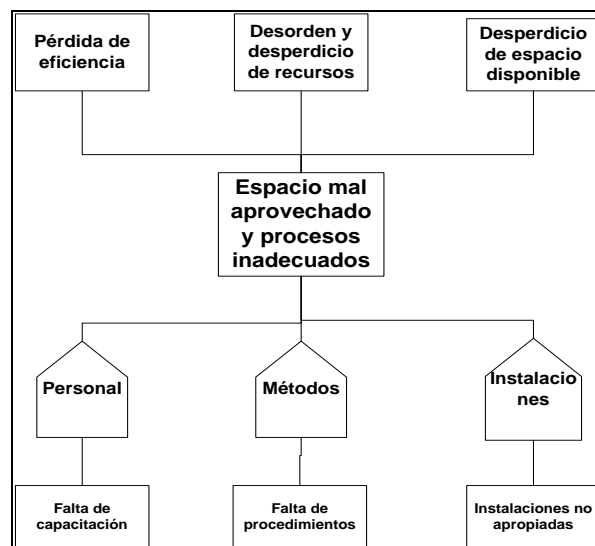 Pérdida de
eficiencia
Desorden y
desperdicio
de recursos
Desperdicio
de espacio
disponible
Espacio mal
aprovechado
y procesos
inadecuados
Personal
Métodos
Instalacio
nes
Falta de
capacitación
Falta de
procedimientos
Instalaciones no
apropiadas